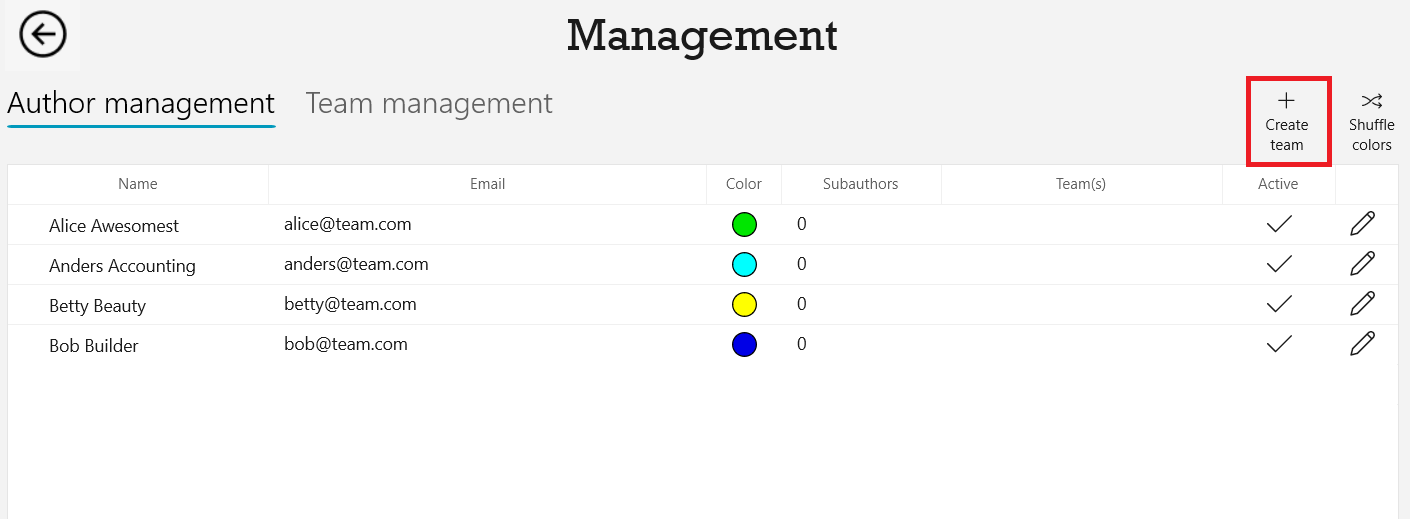 Management
Author management Team management
Create
team
Shuffle
colors
Name Email Color Subauthors Team(s) Active
Alice Awesomest alice@team.com 0
Anders Accounting anders@team.com 0
Betty Beauty betty@team.com 0
Bob Builder bob@team.com 0